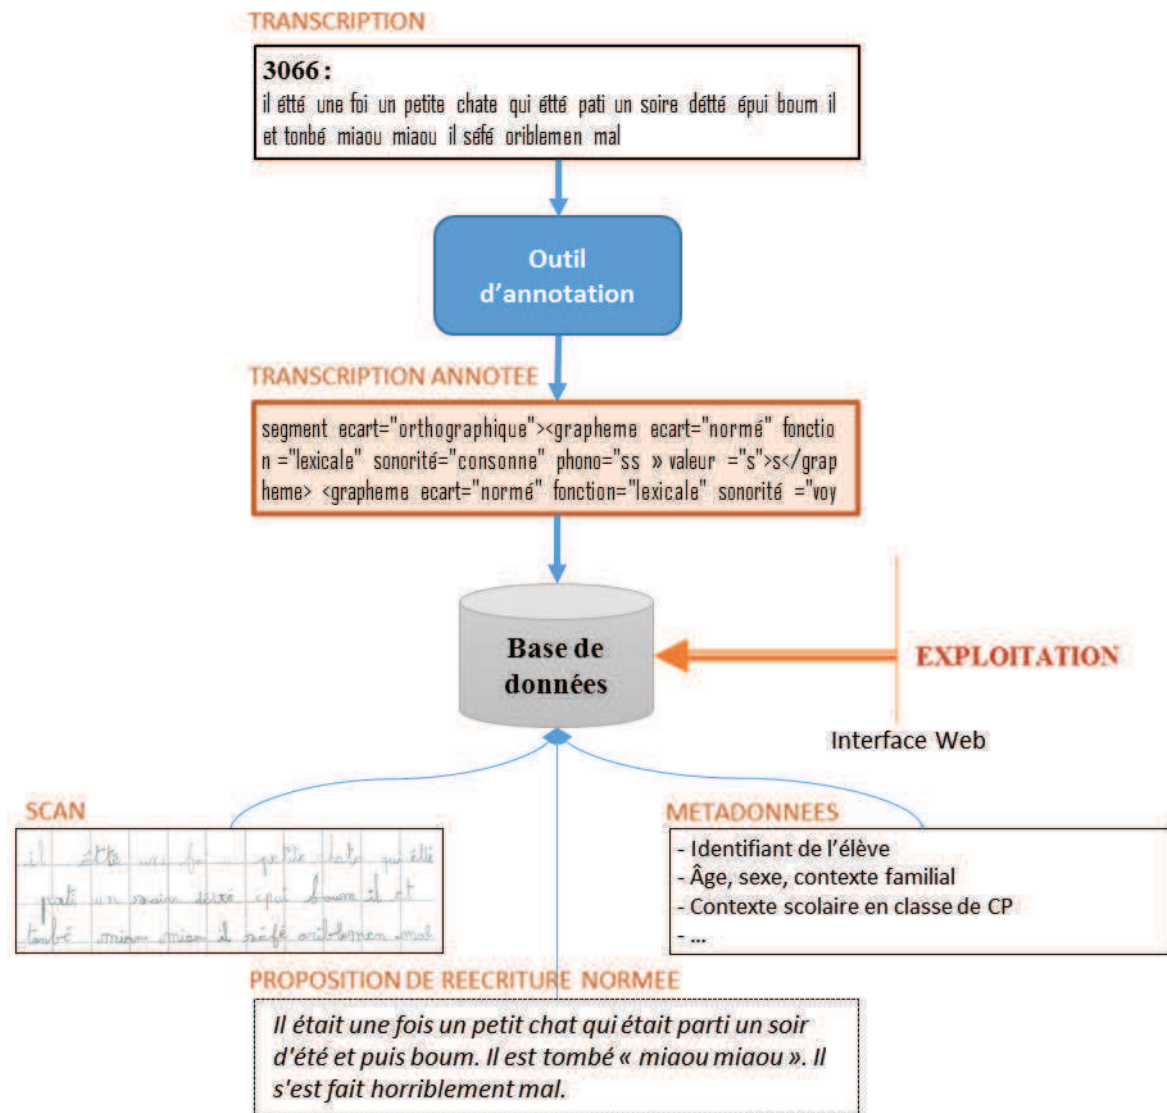 TRANSCRIPTION
3066 :
il étté une foi un petite chate qui étté pati un soire détté épui boum il
et tonbé miaou miaou il séfé oriblemen mal
Outil
d'annotation
TRANSCRIPTION ANNOTEE
segment ecart="orthographique"><grapheme ecart="normé" fonctio
n ="lexicale" sonorité="consonne" phono="ss » valeur ="s">s</grap
heme> <grapheme ecart="normé" fonction="lexicale" sonorité ="voy
Base de
données
EXPLOITATION
Interface Web
SCAN
il étté une foi petite chate qui été
pati un soire détté épui boum il et
tonbé miaou miaou il séfé oriblemen mal
METADONNEES
- Identifiant de l'élève
- Âge, sexe, contexte familial
- Contexte scolaire en classe de CP
- ...
PROPOSITION DE REECRITURE NORMEE
Il était une fois un petit chat qui était parti un soir
d'été et puis boum. Il est tombé « miaou miaou ». Il
s'est fait horriblement mal.